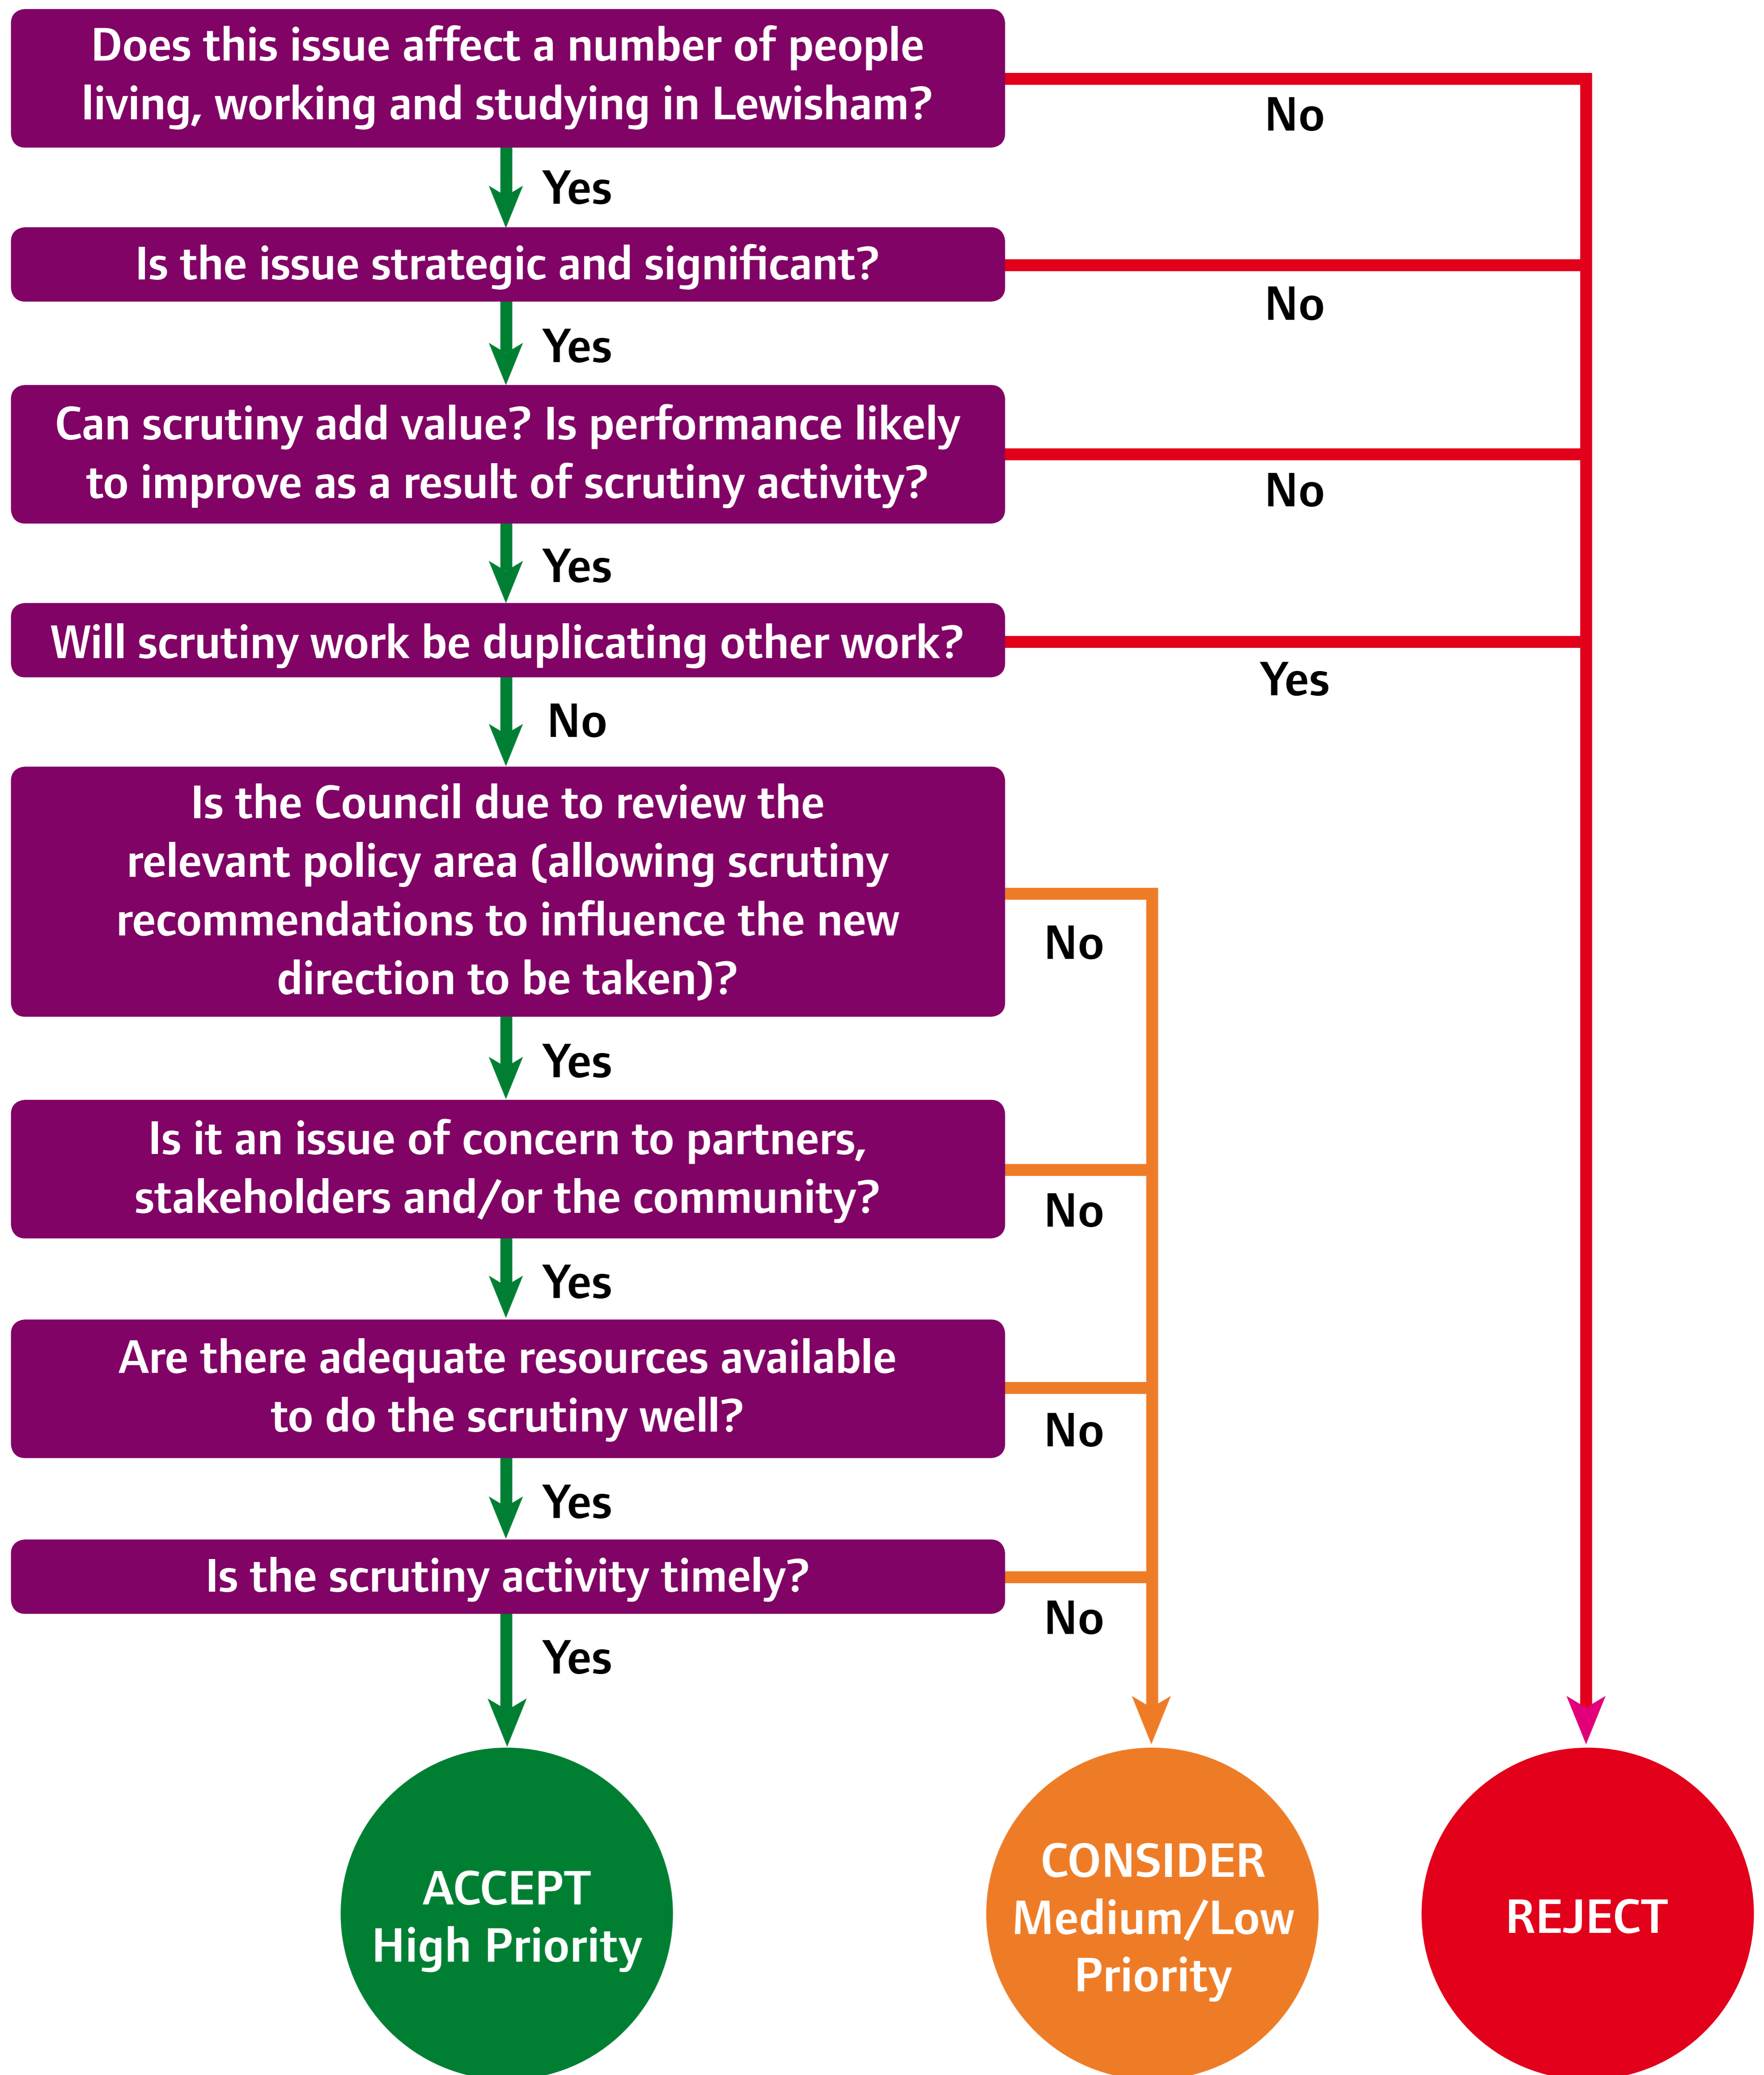 Does this issue affect a number of people
living, working and studying in Lewisham?
No
Yes
Is the issue strategic and significant?
No
Yes
Can scrutiny add value? Is performance likely
to improve as a result of scrutiny activity?
No
Yes
Will scrutiny work be duplicating other work?
Yes
No
Is the Council due to review the
relevant policy area (allowing scrutiny
recommendations to influence the new
direction to be taken)?
No
Yes
Is it an issue of concern to partners,
stakeholders and/or the community?
No
Yes
Are there adequate resources available
to do the scrutiny well?
No
Yes
Is the scrutiny activity timely?
No
Yes
ACCEPT
High Priority
CONSIDER
Medium/Low
Priority
REJECT